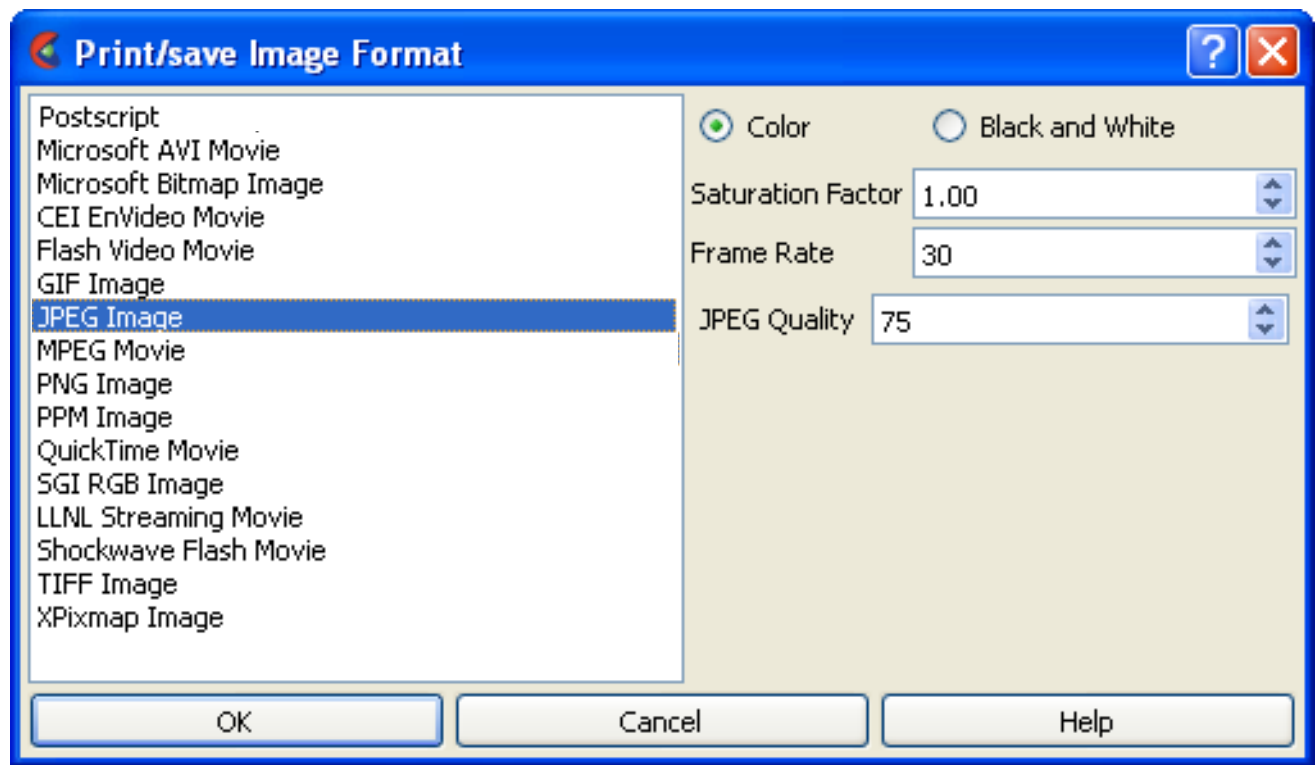 Print/save Image Format
Postscript
Microsoft AVI Movie
Microsoft Bitmap Image
CEI EnVideo Movie
Flash Video Movie
GIF Image
JPEG Image
MPEG Movie
PNG Image
PPM Image
QuickTime Movie
SGI RGB Image
LLNL Streaming Movie
Shockwave Flash Movie
TIFF Image
XPixmap Image
Color Black and White
Saturation Factor 1.00
Frame Rate 30
JPEG Quality 75
OK Cancel Help